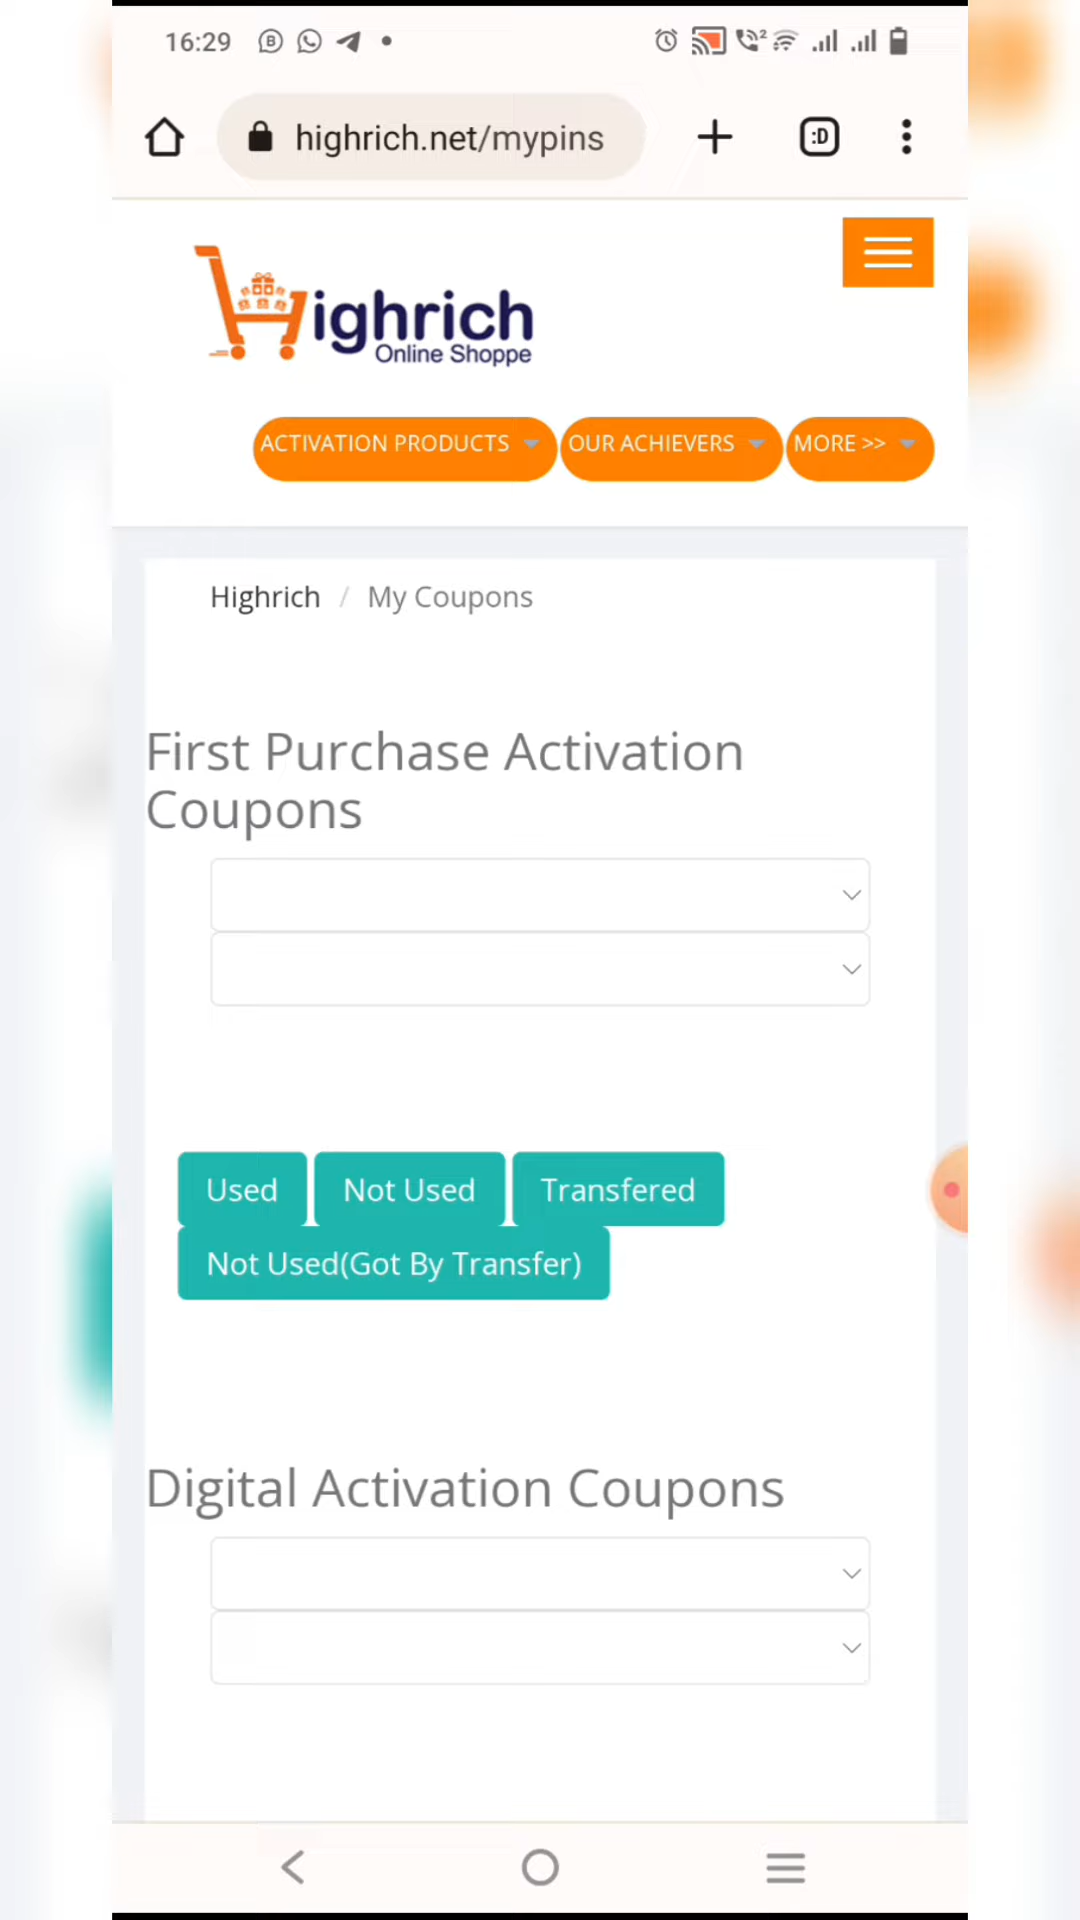 16:29
highrich.net/mypins
:D
Highrich
Online Shoppe
ACTIVATION PRODUCTS
OUR ACHIEVERS
MORE >>
Highrich / My Coupons
First Purchase Activation
Coupons
Used
Not Used
Transfered
Not Used(Got By Transfer)
Digital Activation Coupons